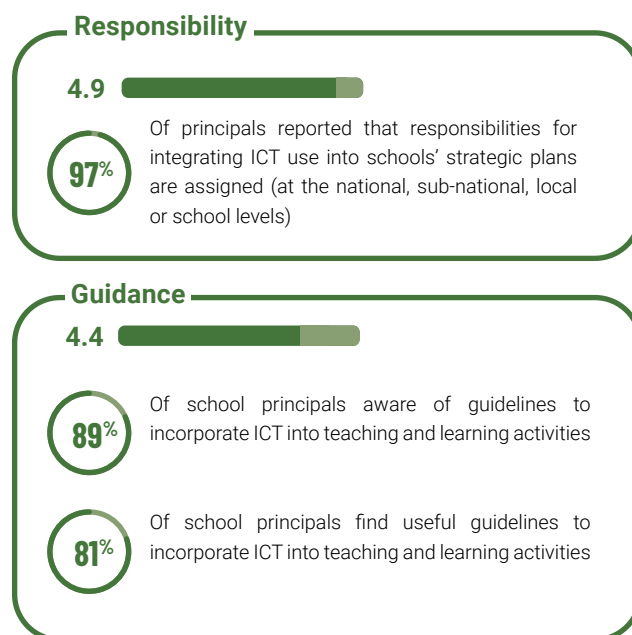 Responsibility
4.9
97%
Of principals reported that responsibilities for
integrating ICT use into schools' strategic plans
are assigned (at the national, sub-national, local
or school levels)
Guidance
4.4
89%
Of school principals aware of guidelines to
incorporate ICT into teaching and learning activities
81%
Of school principals find useful guidelines to
incorporate ICT into teaching and learning activities